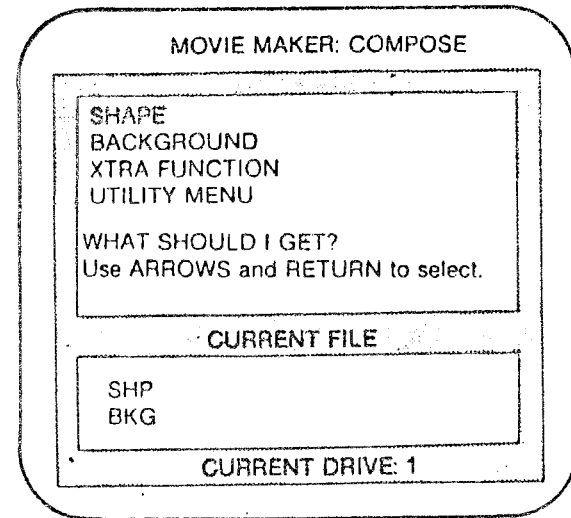 MOVIE MAKER: COMPOSE
SHAPE
BACKGROUND
XTRA FUNCTION
UTILITY MENU
WHAT SHOULD I GET?
Use ARROWS and RETURN to select.
CURRENT FILE
SHP
BKG
CURRENT DRIVE: 1